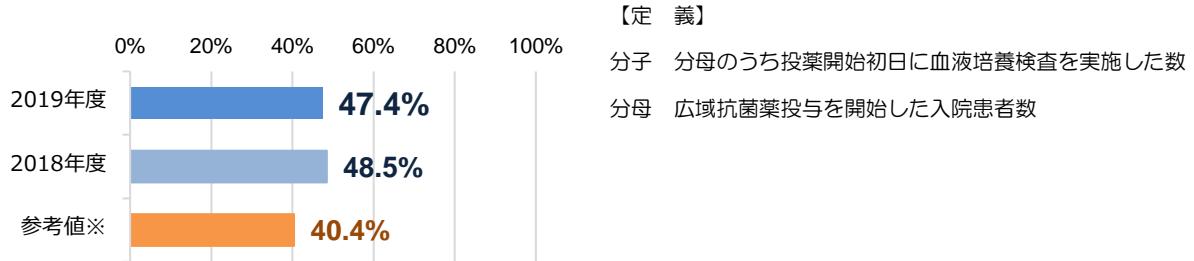 【定　義】
0% 20% 40% 60% 80% 100%
分子　分母のうち投薬開始初日に血液培養検査を実施した数
2019年度 47.4%
分母　広域抗菌薬投与を開始した入院患者数
2018年度 48.5%
参考値※ 40.4%